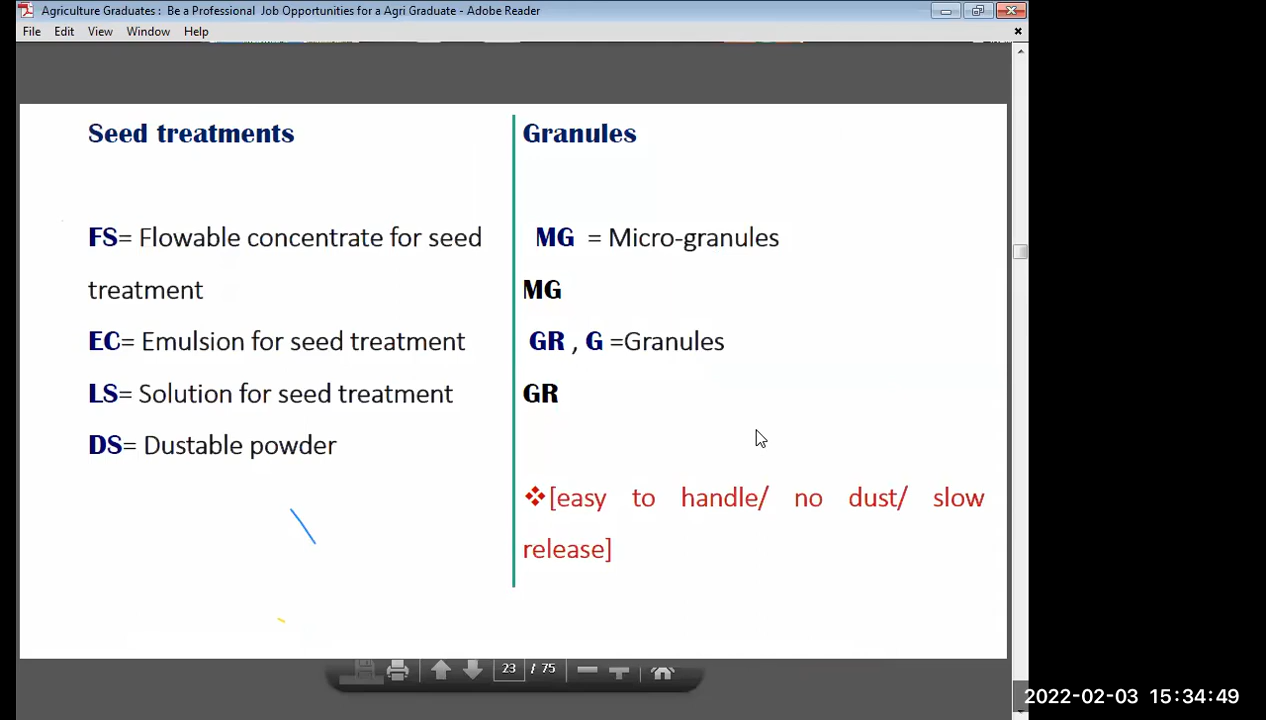 Agriculture Graduates : Be a Professional Job Opportunities for a Agri Graduate - Adobe Reader
File Edit View Window Help
Seed treatments
FS= Flowable concentrate for seed
treatment
EC= Emulsion for seed treatment
LS= Solution for seed treatment
DS= Dustable powder
Granules
MG = Micro-granules
MG
GR , G =Granules
GR
❖[easy to handle/ no dust/ slow
release]
23 / 75
2022-02-03 15:34:49